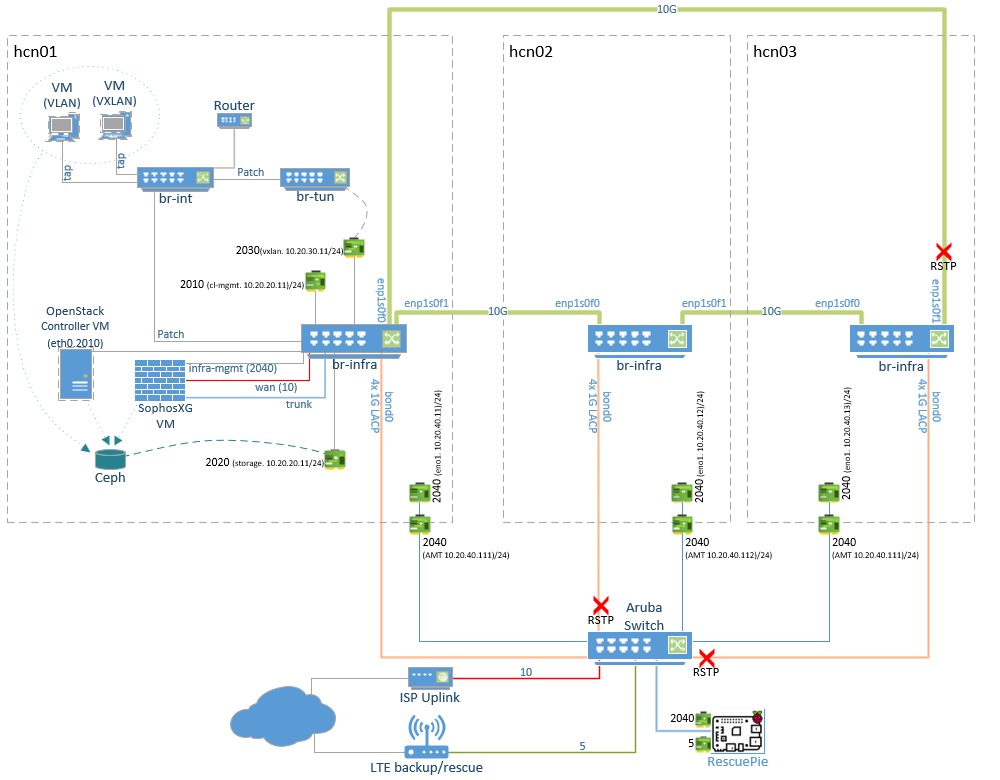 10G
hcn01
hcn02
hcn03
VM
(VLAN)
VM
(VXLAN)
Router
tap
tap
Patch
br-int
br-tun
2030(vxlan. 10.20.30.11/24)
2010 (cl-mgmt. 10.20.20.11/24)
RSTP
enp1s0f0
enp1s0f1
enp1s0f1
10G
enp1s0f0
enp1s0f1
10G
enp1s0f0
OpenStack
Controller VM
(eth0.2010)
Patch
br-infra
br-infra
br-infra
infra-mgmt (2040)
wan (10)
trunk
SophosXG
VM
4x 1G LACP
bond0
4x 1G LACP
bond0
4x 1G LACP
bond0
2020 (storage. 10.20.20.11/24)
Ceph
2040 (eno1. 10.20.40.11)/24)
2040 (eno1. 10.20.40.12)/24)
2040 (eno1. 10.20.40.13)/24)
2040
(AMT 10.20.40.111)/24)
2040
(AMT 10.20.40.112)/24)
2040
(AMT 10.20.40.111)/24)
RSTP
Aruba
Switch
RSTP
10
ISP Uplink
5
LTE backup/rescue
2040
5
RescuePie